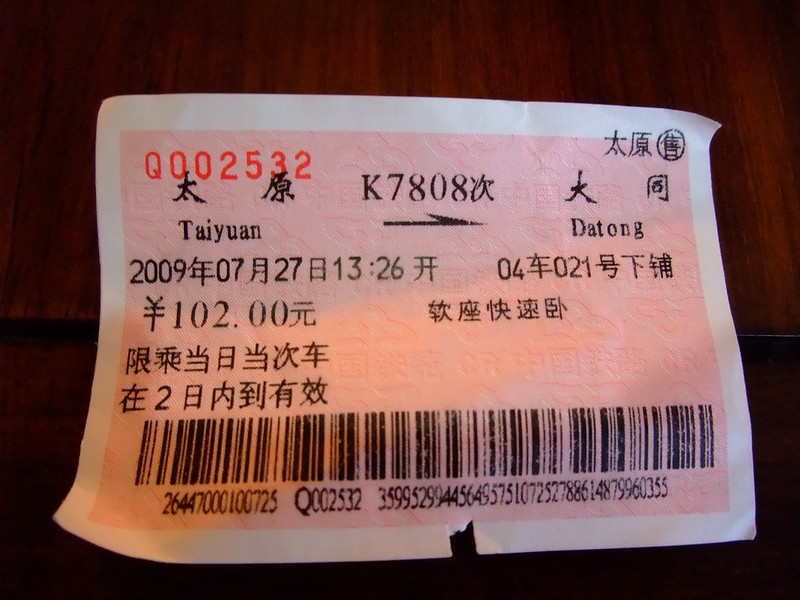 太原㊎售
Q002532
太原 K7808次 大同
Taiyuan Datong
2009年07月27日13:26开 04车021号下铺
￥102.00元 软座快速卧
限乘当日当次车
在2日内到有效
26447000100725 Q002532 35995299445649575107252788614879960355